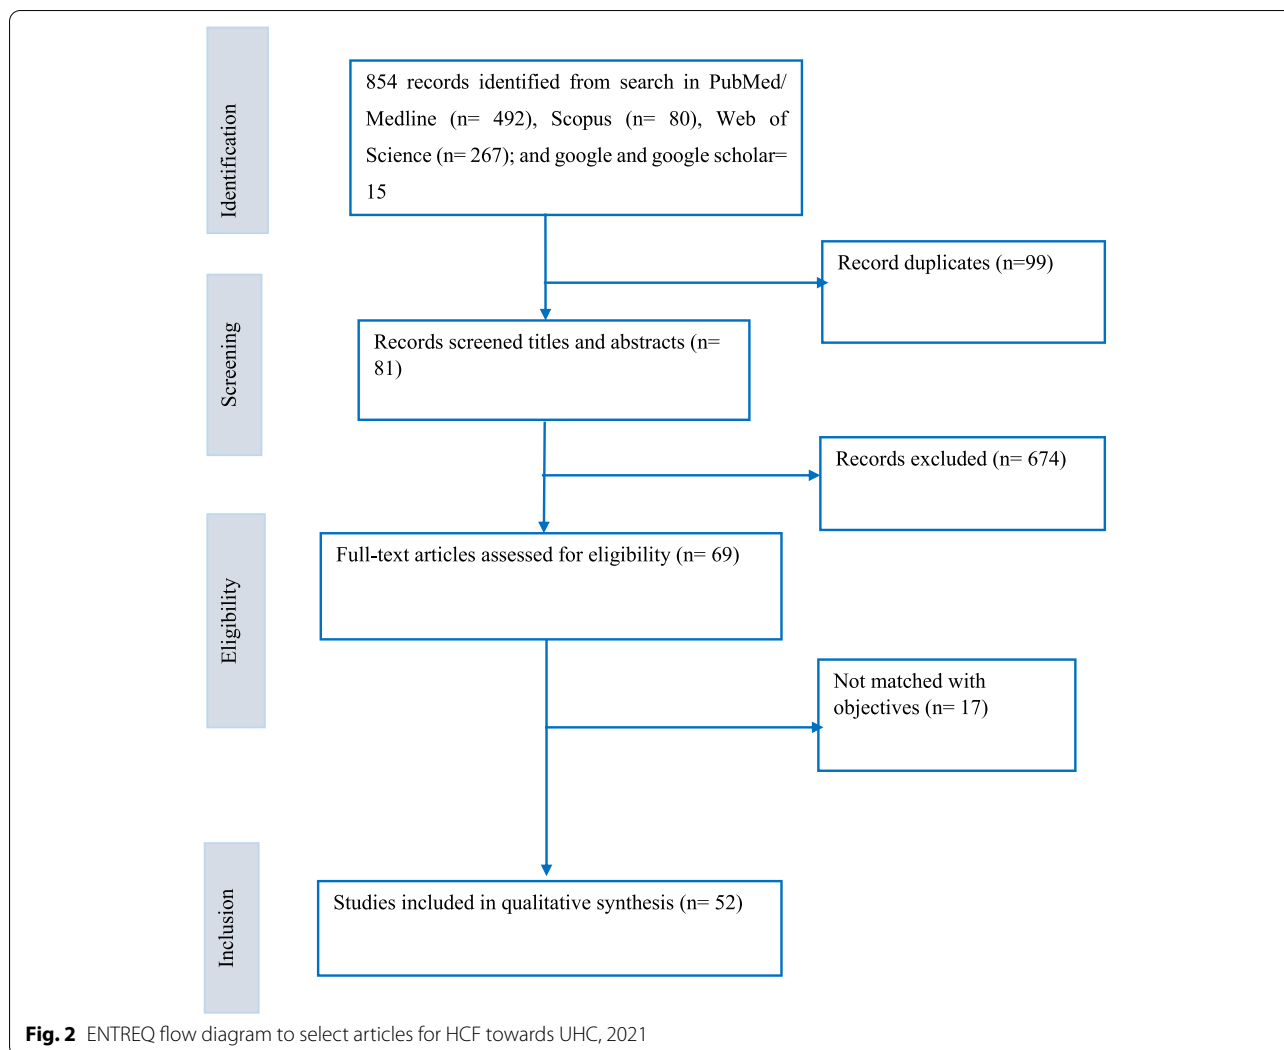 Identification
854 records identified from search in PubMed/
Medline (n= 492), Scopus (n= 80), Web of
Science (n= 267); and google and google scholar=
15
Record duplicates (n=99)
Screening
Records screened titles and abstracts (n=
81)
Records excluded (n= 674)
Eligibility
Full-text articles assessed for eligibility (n= 69)
Not matched with
objectives (n= 17)
Inclusion
Studies included in qualitative synthesis (n= 52)
Fig. 2 ENTREQ flow diagram to select articles for HCF towards UHC, 2021